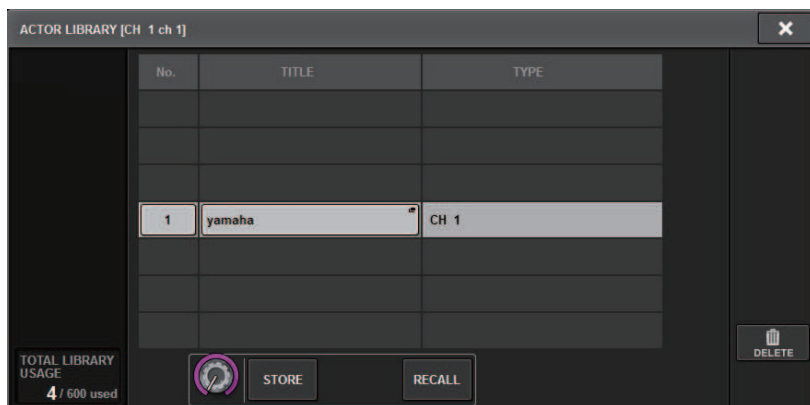 ACTOR LIBRARY [CH 1 ch 1]
No. TITLE TYPE
1 yamaha CH 1
DELETE
TOTAL LIBRARY
USAGE
4 / 600 used
STORE RECALL